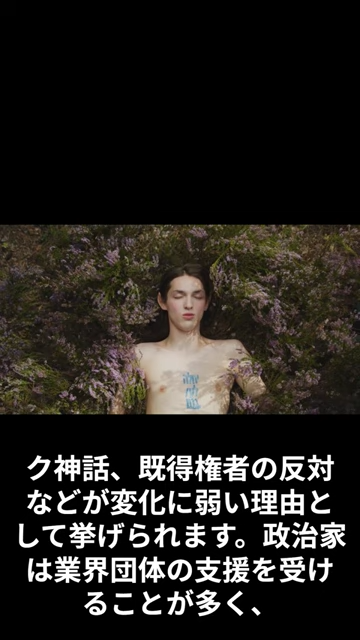 ク神話、既得権者の反対
などが変化に弱い理由と
して挙げられます。政治家
は業界団体の支援を受け
ることが多く、